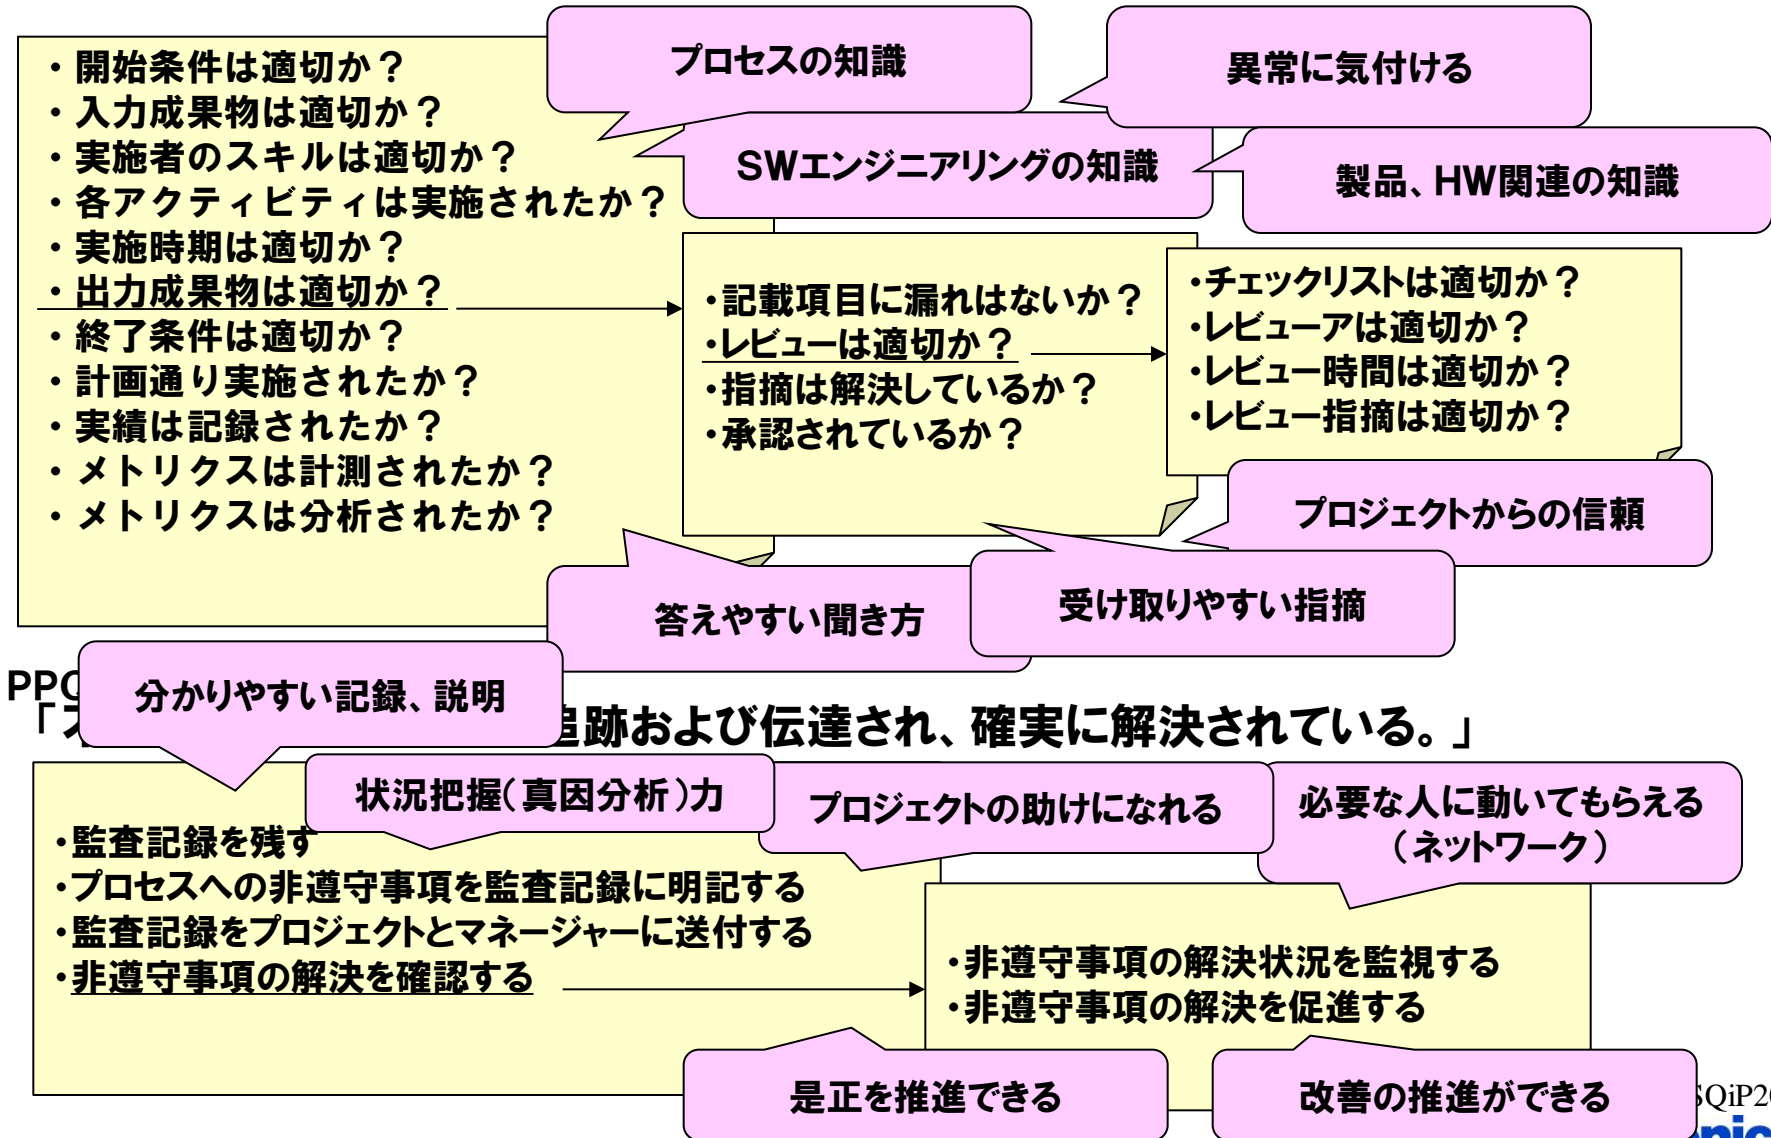 プロセスの知識
異常に気付ける
SWエンジニアリングの知識
製品、HW関連の知識
・開始条件は適切か？
・入力成果物は適切か？
・実施者のスキルは適切か？
・各アクティビティは実施されたか？
・実施時期は適切か？
・出力成果物は適切か？
・終了条件は適切か？
・計画通り実施されたか？
・実績は記録されたか？
・メトリクスは計測されたか？
・メトリクスは分析されたか？
・記載項目に漏れはないか？
・レビューは適切か？
・指摘は解決しているか？
・承認されているか？
・チェックリストは適切か？
・レビューアは適切か？
・レビュー時間は適切か？
・レビュー指摘は適切か？
プロジェクトからの信頼
受け取りやすい指摘
答えやすい聞き方
分かりやすい記録、説明
PPQ
「不 追跡および伝達され、確実に解決されている。」
状況把握（真因分析）力
プロジェクトの助けになれる
必要な人に動いてもらえる
（ネットワーク）
・監査記録を残す
・プロセスへの非遵守事項を監査記録に明記する
・監査記録をプロジェクトとマネージャーに送付する
・非遵守事項の解決を確認する
・非遵守事項の解決状況を監視する
・非遵守事項の解決を促進する
是正を推進できる
改善の推進ができる
SQiP20